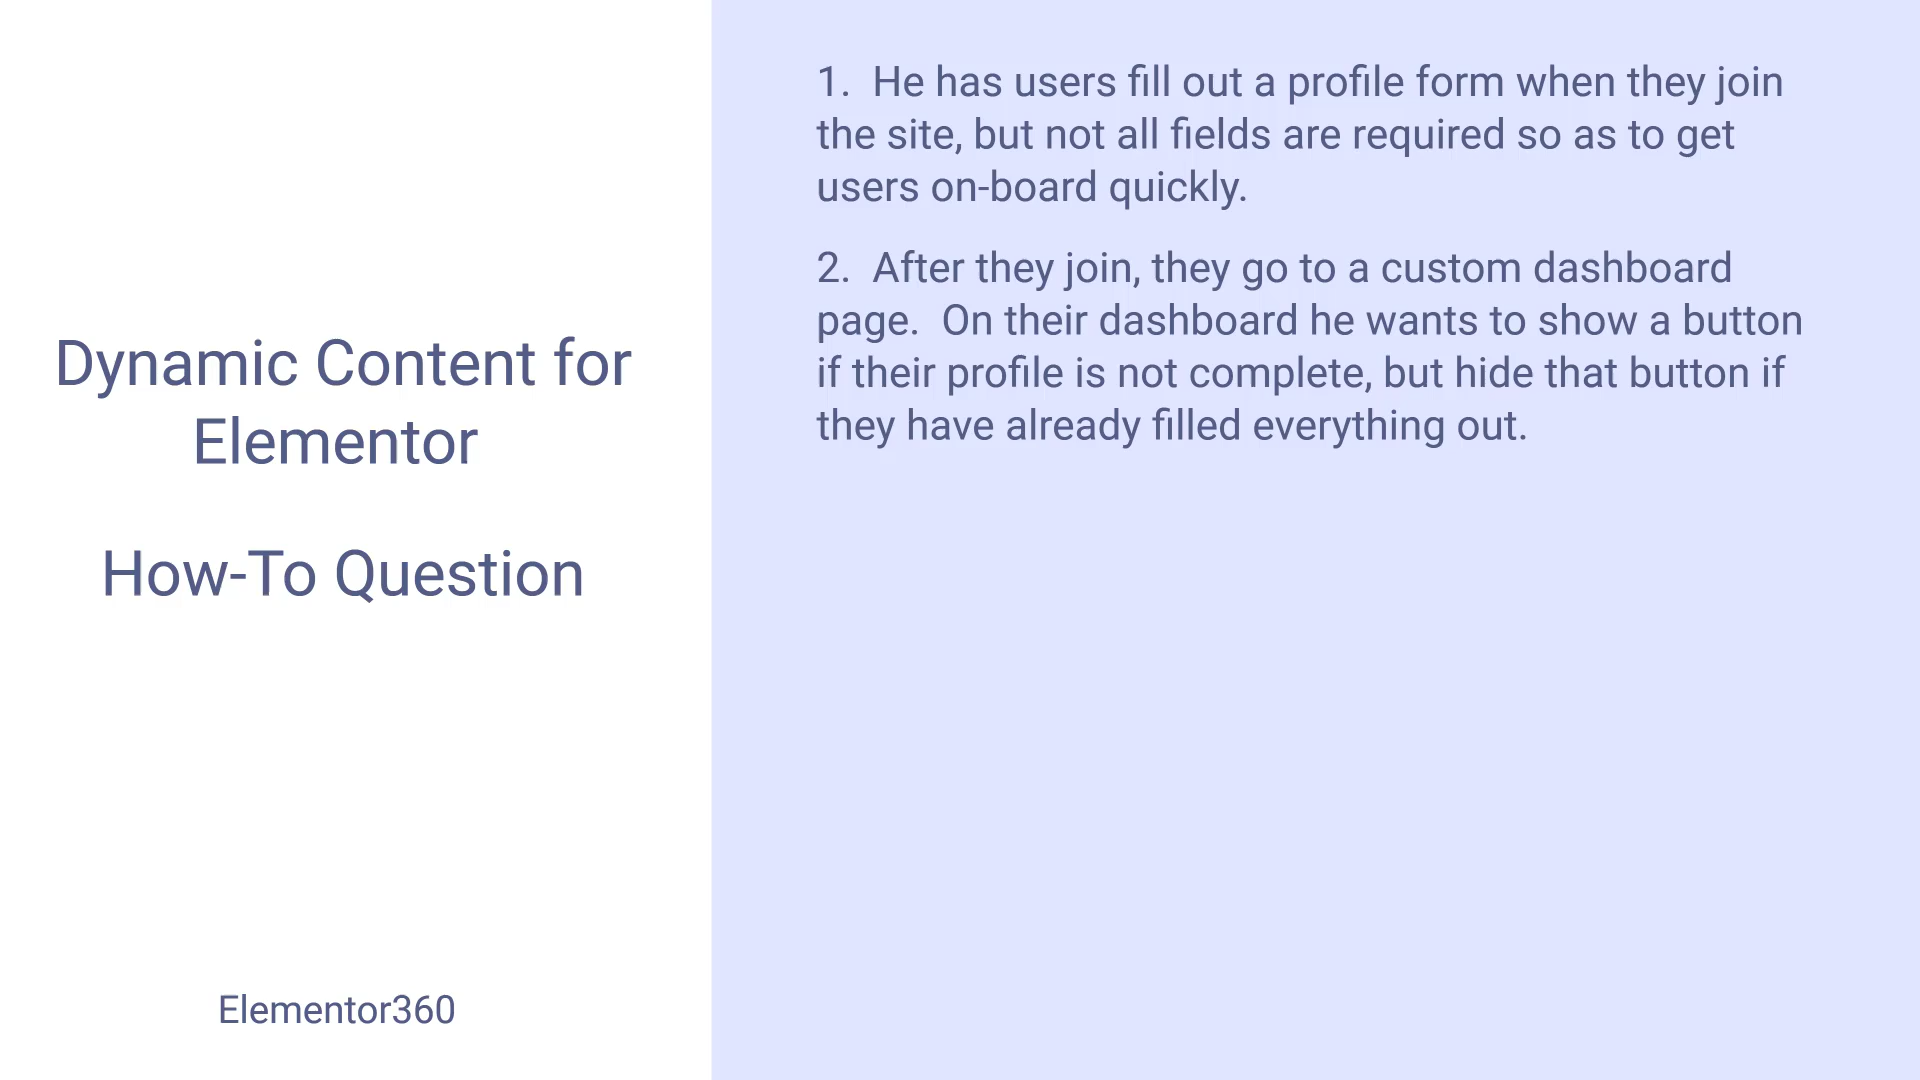 Dynamic Content for
Elementor
How-To Question
Elementor360
1.  He has users fill out a profile form when they join
the site, but not all fields are required so as to get
users on-board quickly.
2.  After they join, they go to a custom dashboard
page.  On their dashboard he wants to show a button
if their profile is not complete, but hide that button if
they have already filled everything out.